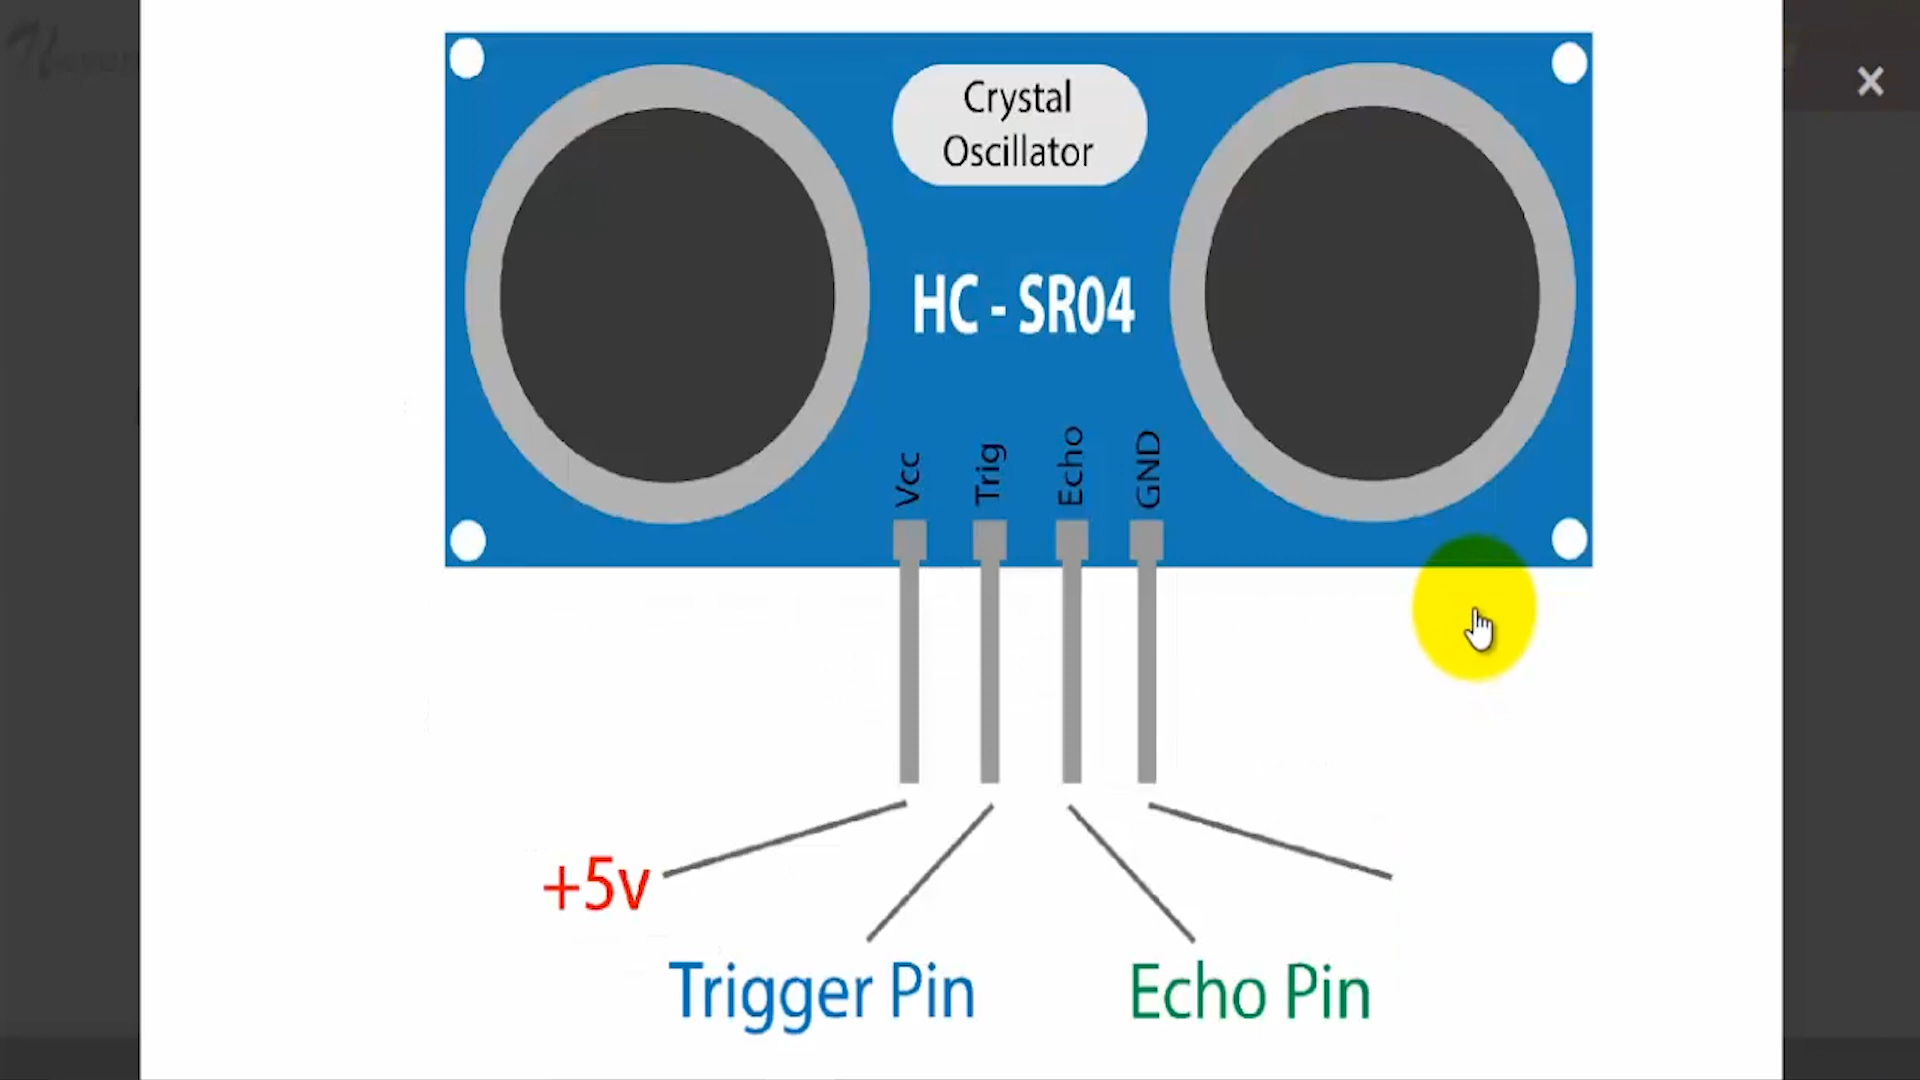 Crystal
Oscillator
HC - SR04
Vcc
Trig
Echo
GND
+5v
Trigger Pin
Echo Pin